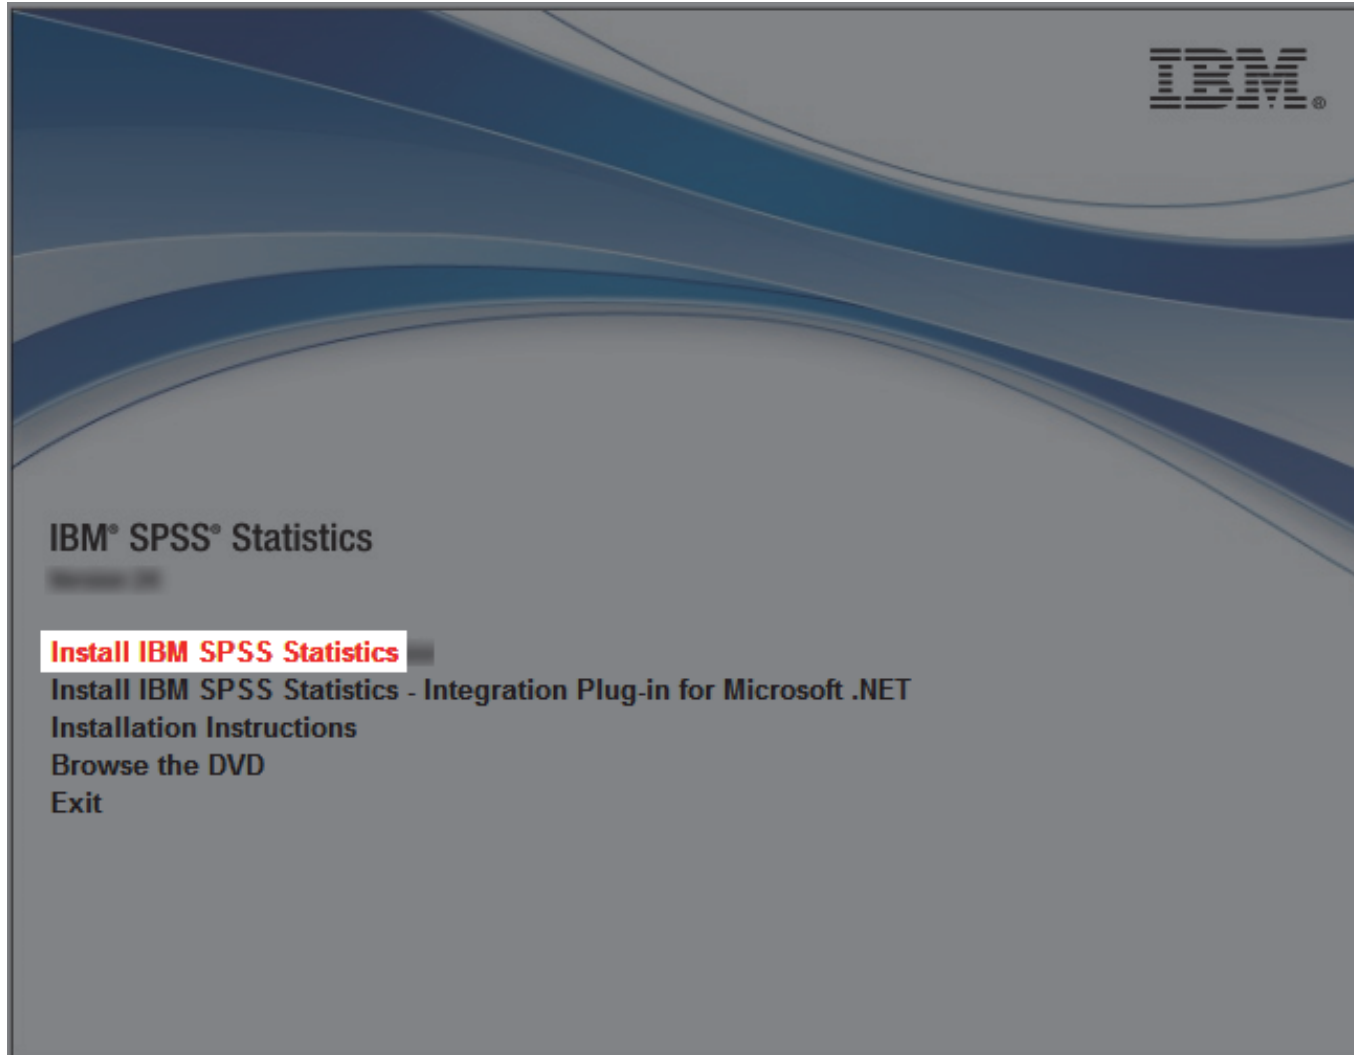 IBM®
IBM® SPSS® Statistics
Install IBM SPSS Statistics
Install IBM SPSS Statistics - Integration Plug-in for Microsoft .NET
Installation Instructions
Browse the DVD
Exit